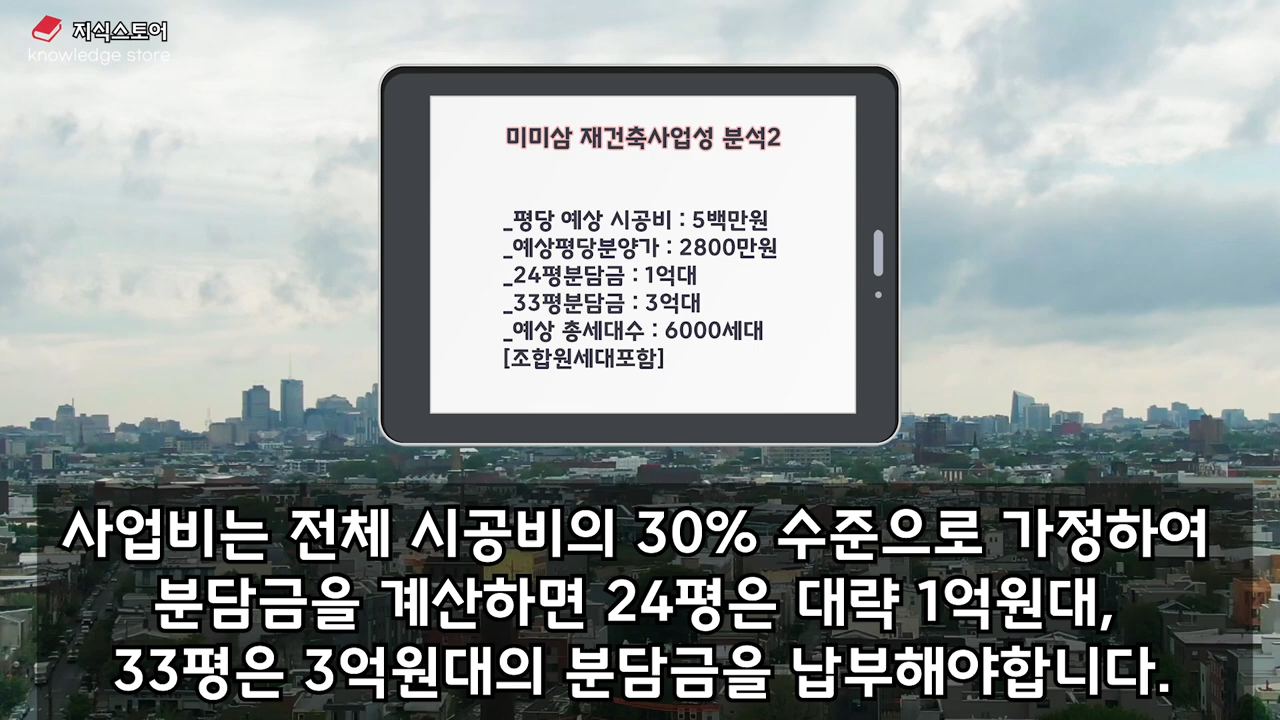 지식스토어
knowledge store
미미삼 재건축사업성 분석2
_평당 예상 시공비 : 5백만원
_예상평당분양가 : 2800만원
_24평분담금 : 1억대
_33평분담금 : 3억대
_예상 총세대수 : 6000세대
[조합원세대포함]
사업비는 전체 시공비의 30% 수준으로 가정하여
분담금을 계산하면 24평은 대략 1억원대,
33평은 3억원대의 분담금을 납부해야합니다.